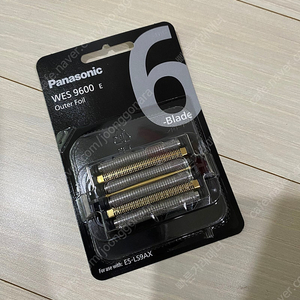 Panasonic
WES 9600 E
Outer Foil
6
-Blade-
For use with: ES-LS9AX